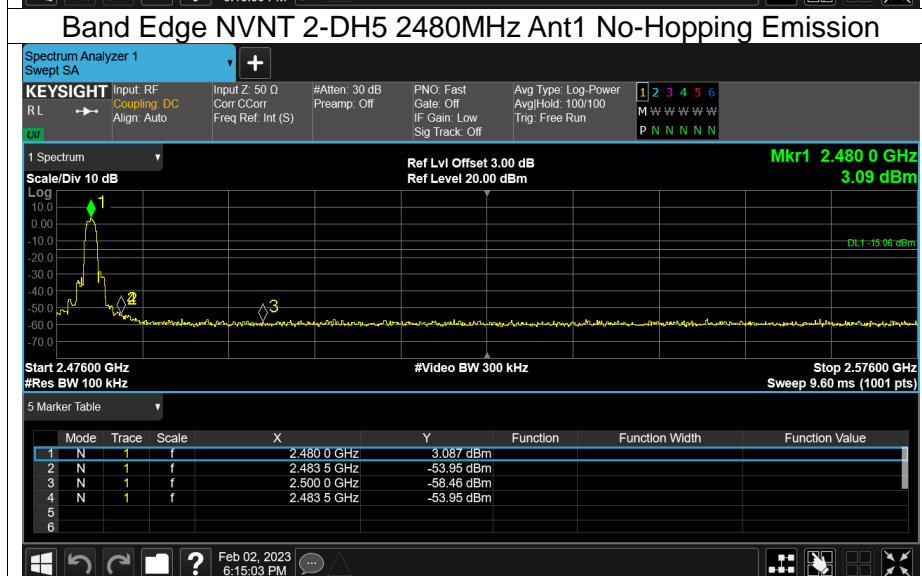 Band Edge NVNT 2-DH5 2480MHz Ant1 No-Hopping Emission
Spectrum Analyzer 1
Swept SA
+
KEYSIGHT Input: RF Input Z: 50 Ω #Atten: 30 dB PNO: Fast Avg Type: Log-Power 1 2 3 4 5 6
RL Coupling: DC Corr CCorr Preamp: Off Gate: Off Avg|Hold: 100/100 M W W W W W
Align: Auto Freq Ref: Int (S) IF Gain: Low Trig: Free Run
LXI Sig Track: Off P N N N N N
1 Spectrum Ref Lvl Offset 3.00 dB Mkr1 2.480 0 GHz
Scale/Div 10 dB Ref Level 20.00 dBm 3.09 dBm
Log
1
10.0
0.00
-10.0
DL1 -15.06 dBm
-20.0
-30.0
-40.0
2 3
-50.0
-60.0
-70.0
Start 2.47600 GHz #Video BW 300 kHz Stop 2.57600 GHz
#Res BW 100 kHz Sweep 9.60 ms (1001 pts)
5 Marker Table
Mode Trace Scale X Y Function Function Width Function Value
1 N 1 f 2.480 0 GHz 3.087 dBm
2 N 1 f 2.483 5 GHz -53.95 dBm
3 N 1 f 2.500 0 GHz -58.46 dBm
4 N 1 f 2.483 5 GHz -53.95 dBm
5
6
? Feb 02, 2023
6:15:03 PM